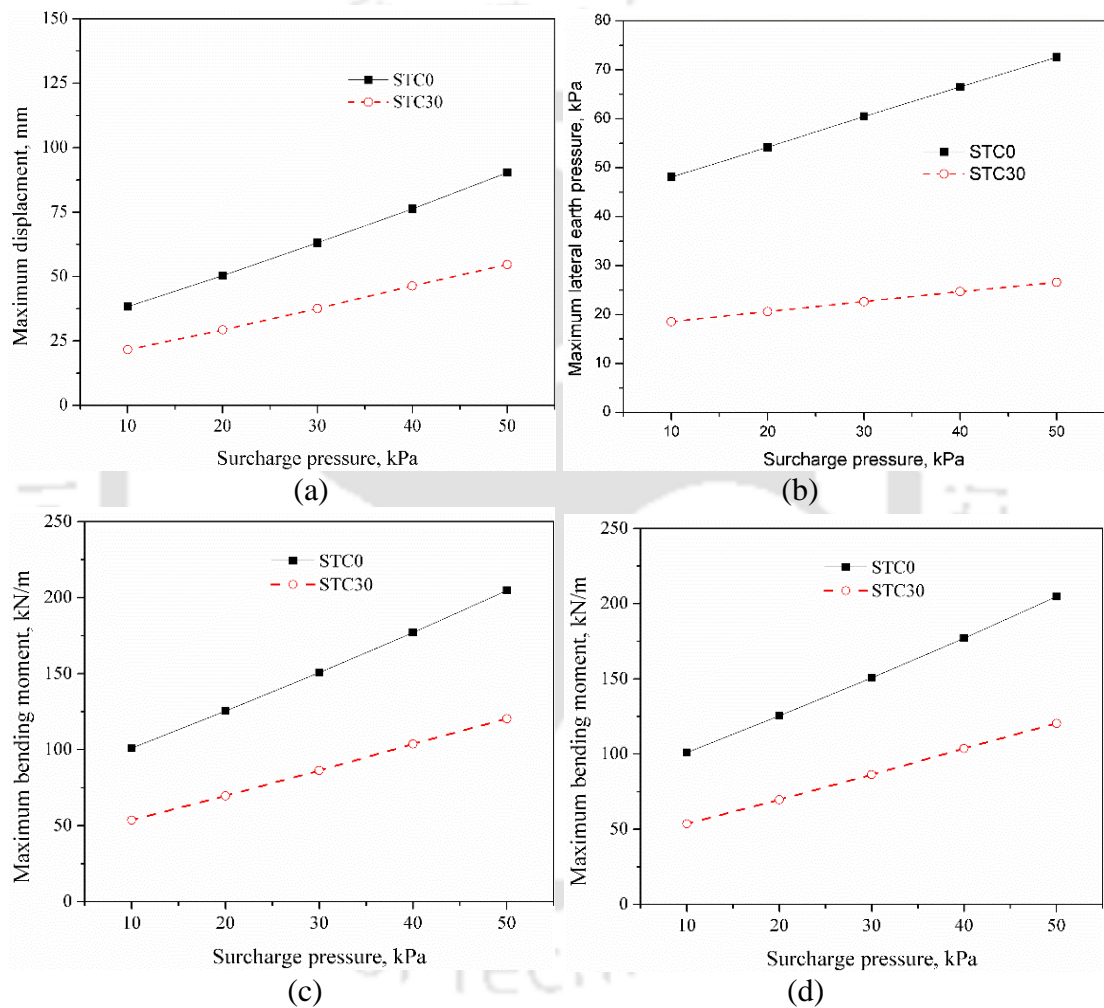 150
125
100
75
50
25
0
Maximum displacment, mm
STC0
STC30
10 20 30 40 50
Surcharge pressure, kPa
(a)
80
70
60
50
40
30
20
10
0
Maximum lateral earth pressure, kPa
STC0
STC30
10 20 30 40 50
Surcharge pressure, kPa
(b)
250
200
150
100
50
0
Maximum bending moment, kN/m
STC0
STC30
10 20 30 40 50
Surcharge pressure, kPa
(c)
250
200
150
100
50
0
Maximum bending moment, kN/m
STC0
STC30
10 20 30 40 50
Surcharge pressure, kPa
(d)